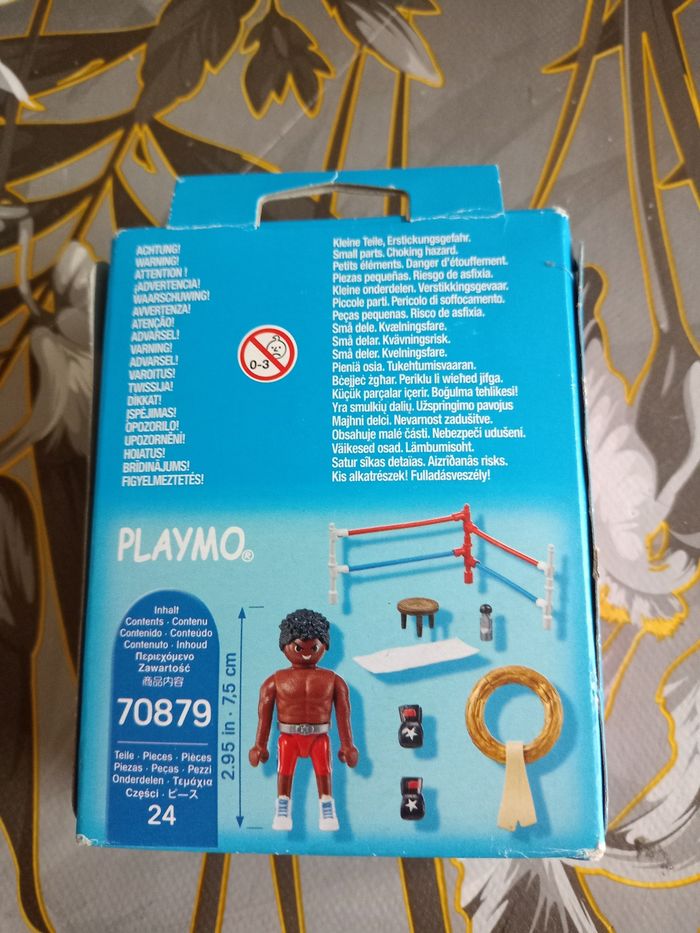 ACHTUNG!
WARNING!
ATTENTION !
¡ADVERTENCIA!
WAARSCHUWING!
AVVERTENZA!
ATENÇÃO!
ADVARSEL!
VARNING!
ADVARSEL!
VAROITUS!
TWISSIJA!
DİKKAT!
ĮSPĖJIMAS!
OPOZORILO!
UPOZORNĚNÍ!
HOIATUS!
BRĪDINĀJUMS!
FIGYELMEZTETÉS!
0-3
Kleine Teile, Erstickungsgefahr.
Small parts. Choking hazard.
Petits éléments. Danger d'étouffement.
Piezas pequeñas. Riesgo de asfixia.
Kleine onderdelen. Verstikkingsgevaar.
Piccole parti. Pericolo di soffocamento.
Peças pequenas. Risco de asfixia.
Små dele. Kvælningsfare.
Små delar. Kvävningsrisk.
Små deler. Kvelningsfare.
Pieniä osia. Tukehtumisvaaran.
Bċejjeċ żgħar. Periklu li wieħed jifga.
Küçük parçalar içerir. Boğulma tehlikesi!
Yra smulkių dalių. Užspringimo pavojus
Majhni delci. Nevarnost zadušitve.
Obsahuje malé části. Nebezpečí udušení.
Väikesed osad. Lämbumisoht.
Satur sīkas detaļas. Aizrīšanās risks.
Kis alkatrészek! Fulladásveszély!
PLAYMO®
Inhalt
Contents · Contenu
Contenido · Conteúdo
Contenuto · Inhoud
Περιεχόμενο
Zawartość
商品内容
70879
Teile · Pieces · Pièces
Piezas · Peças · Pezzi
Onderdelen · Τεμάχια
Części · ピース
24
2.95 in · 7,5 cm